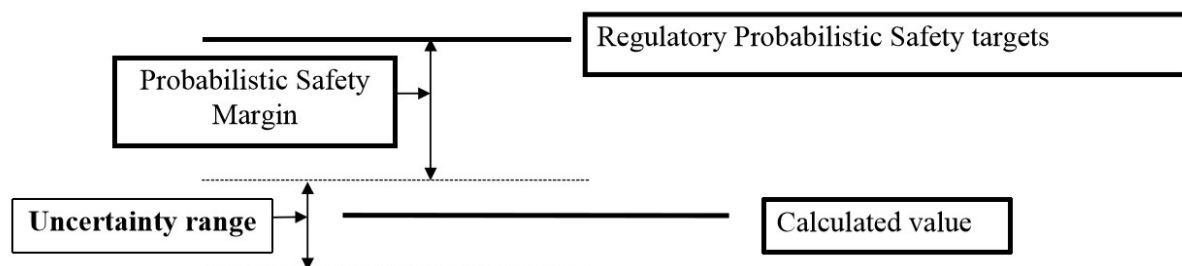 Regulatory Probabilistic Safety targets
Probabilistic Safety
Margin
Uncertainty range
Calculated value